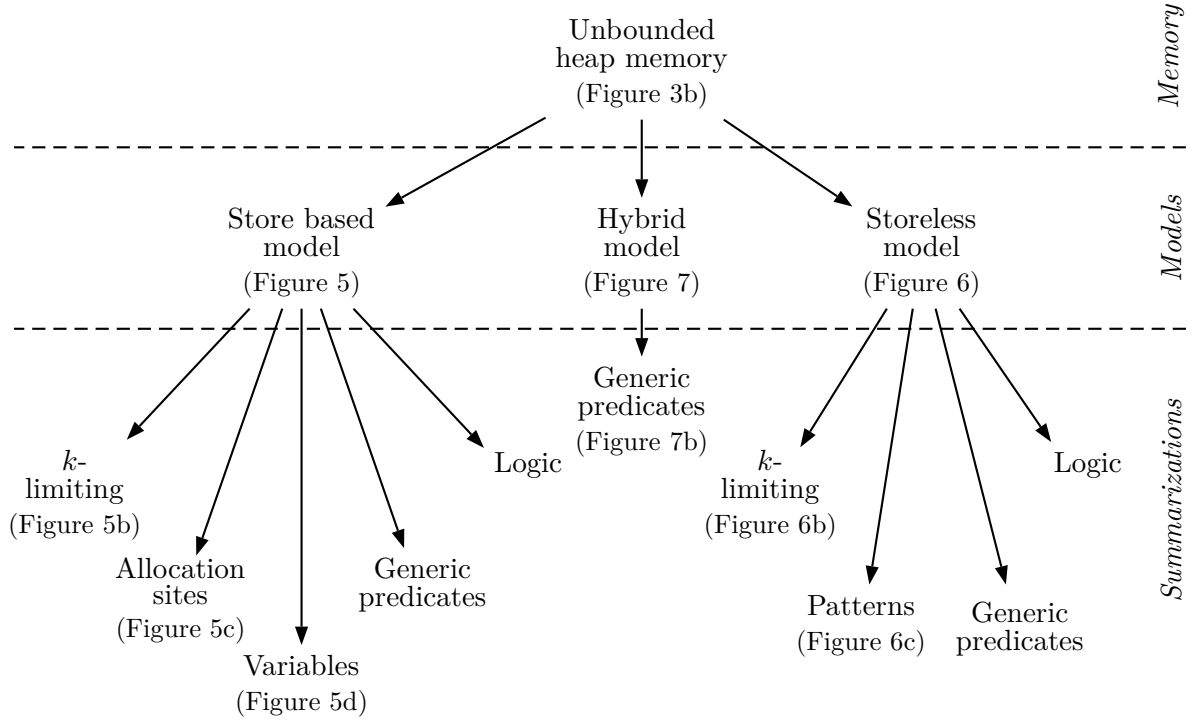 Unbounded
heap memory
(Figure 3b)
Memory
Store based
model
(Figure 5)
Hybrid
model
(Figure 7)
Storeless
model
(Figure 6)
Models
Generic
predicates
(Figure 7b)
k-
limiting
(Figure 5b)
Logic
k-
limiting
(Figure 6b)
Logic
Allocation
sites
(Figure 5c)
Generic
predicates
Patterns
(Figure 6c)
Generic
predicates
Variables
(Figure 5d)
Summarizations